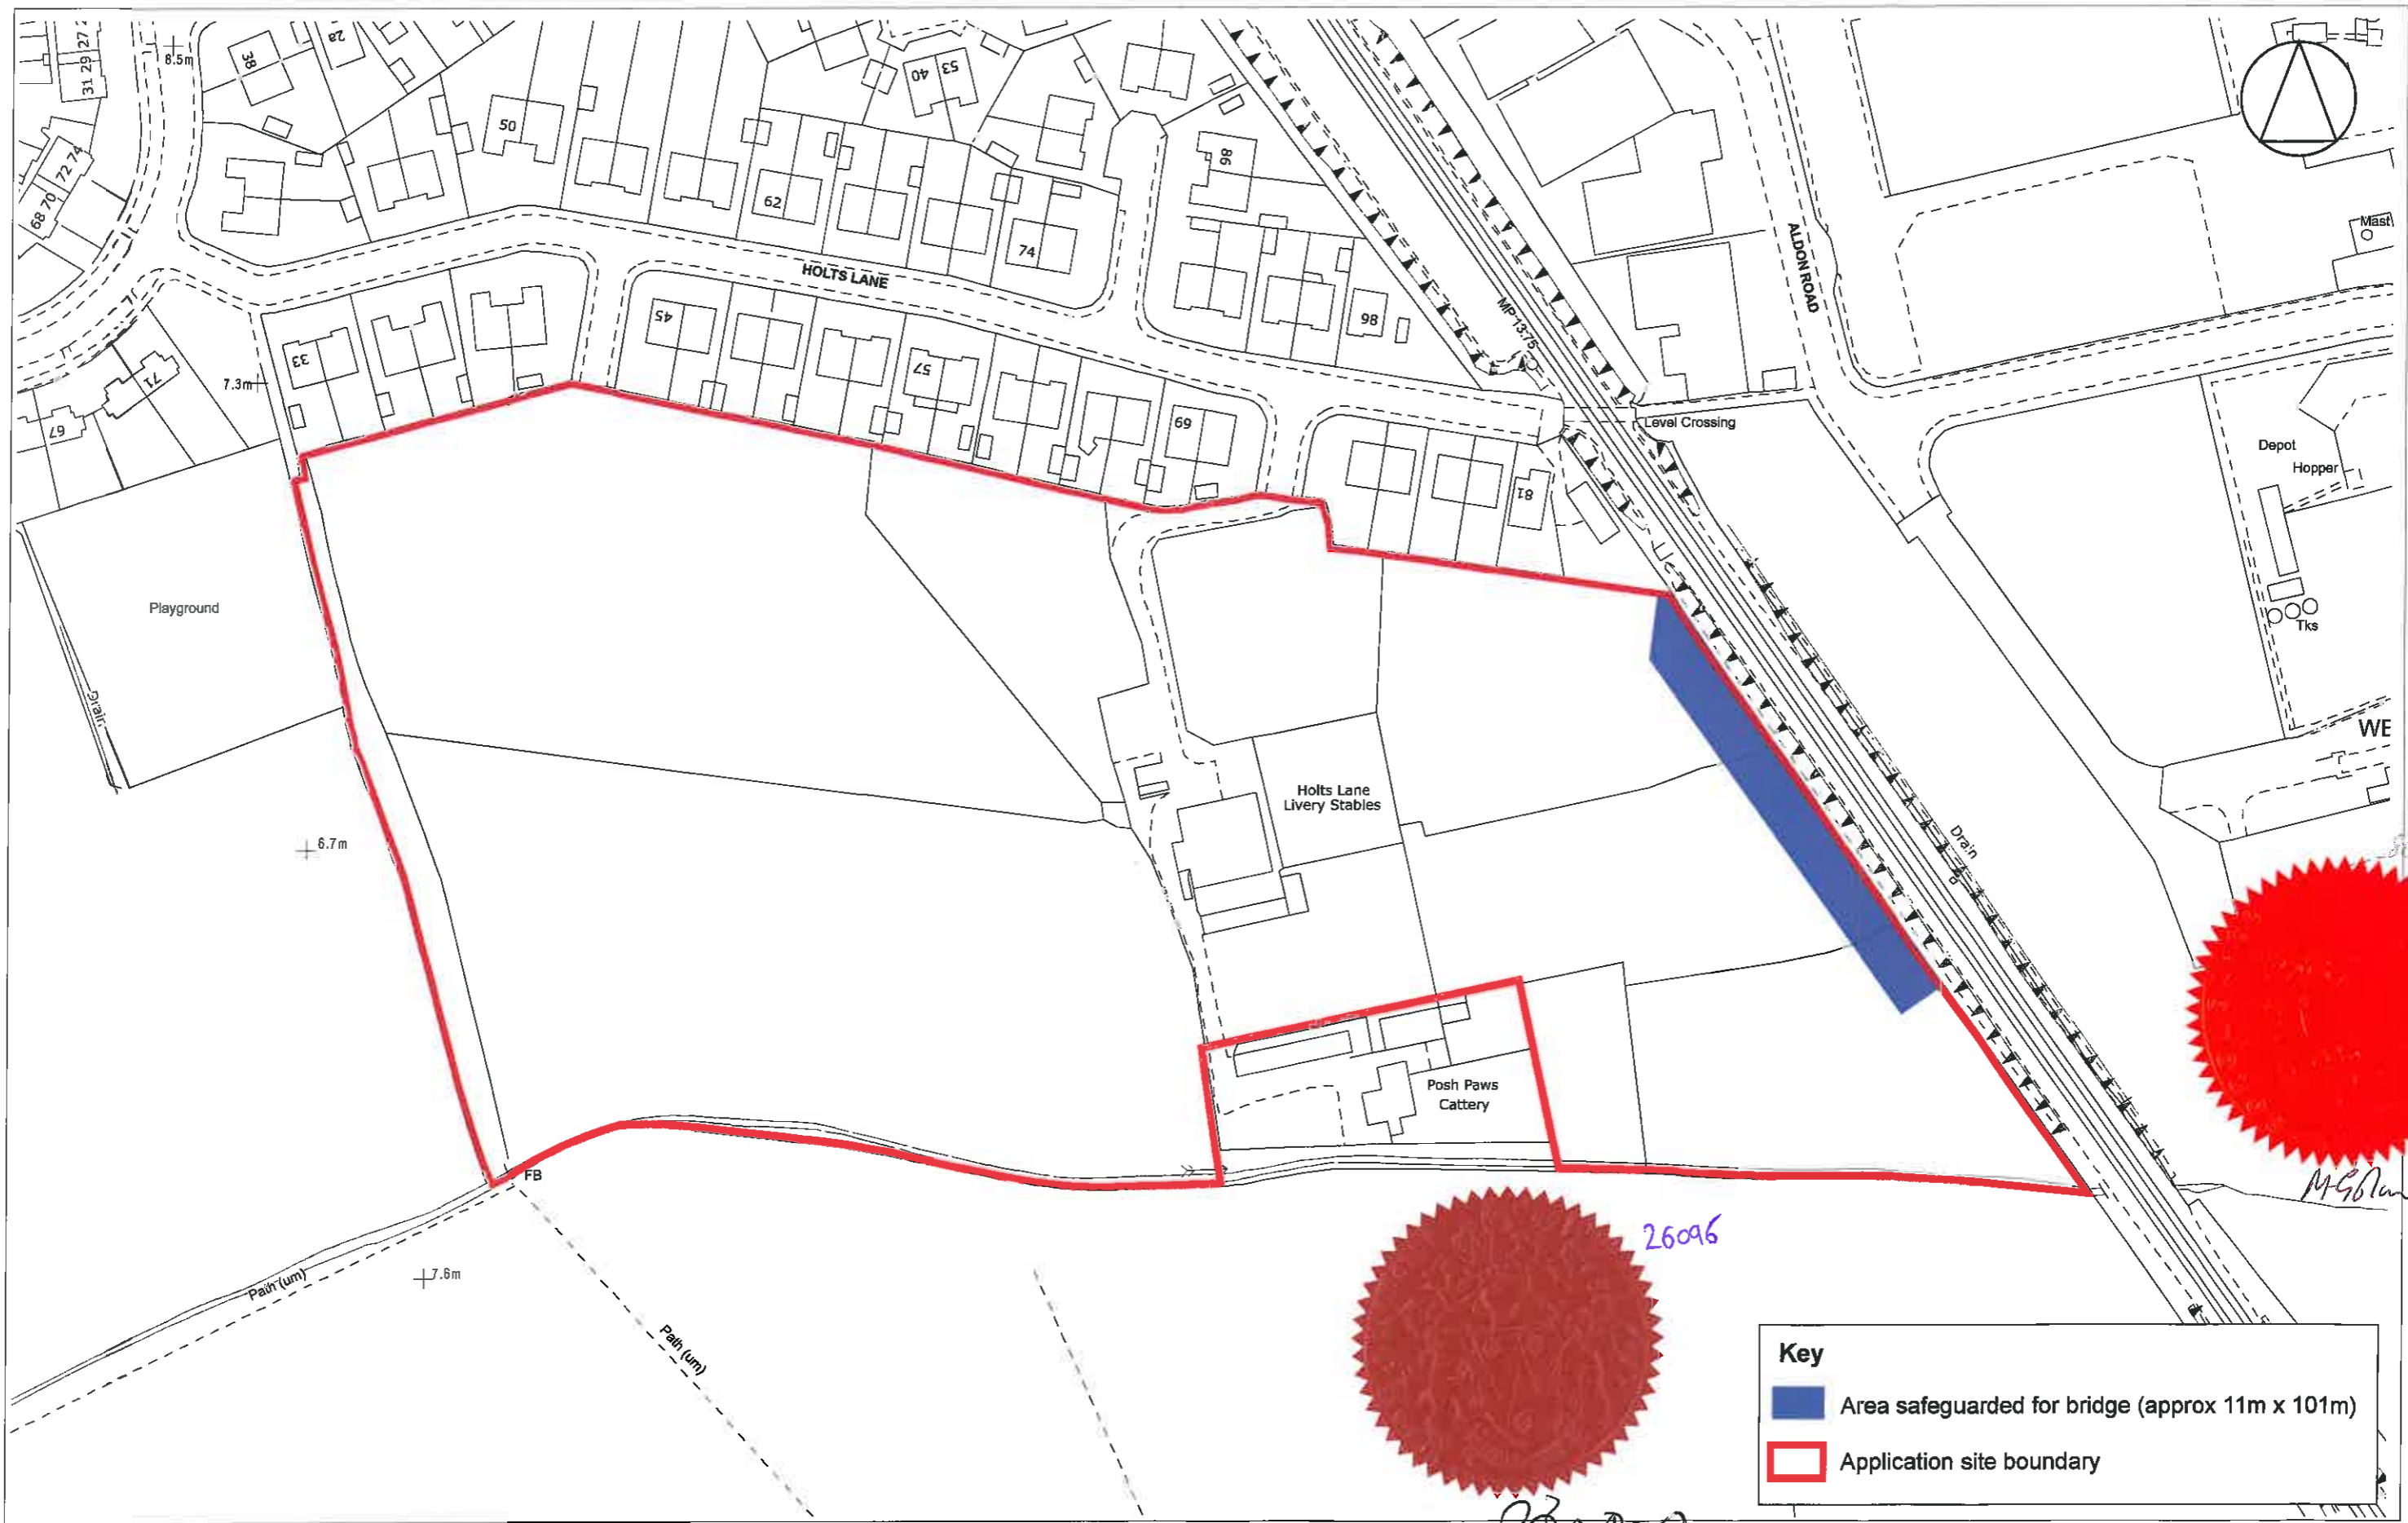 31 29 27
8.5m
38
2a
50
40
53
62
74
86
98
72 74
68 70
HOLTS LANE
ALDON ROAD
Mast
MP 13.75
33
45
57
69
81
71
67
7.3m
Level Crossing
Depot
Hopper
Tks
Playground
Drain
WE
Holts Lane
Livery Stables
6.7m
Drain
Posh Paws
Cattery
FB
26096
Path (um)
7.6m
Path (um)
Key
Area safeguarded for bridge (approx 11m x 101m)
Application site boundary